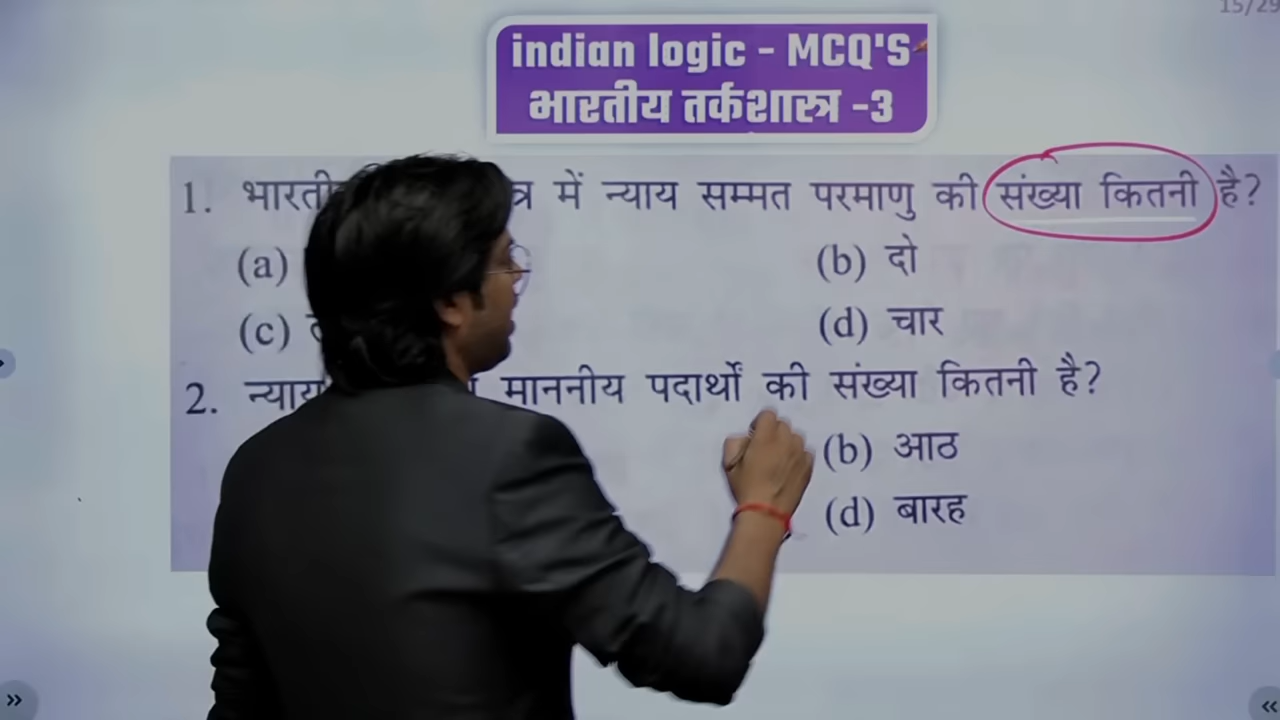 15/29
indian logic - MCQ'S
भारतीय तर्कशास्त्र -3
1. में न्याय सम्मत परमाणु की संख्या कितनी है?
(a) (b) दो
(c) (d) चार
2. माननीय पदार्थों की संख्या कितनी है?
(b) आठ
(d) बारह
»
«